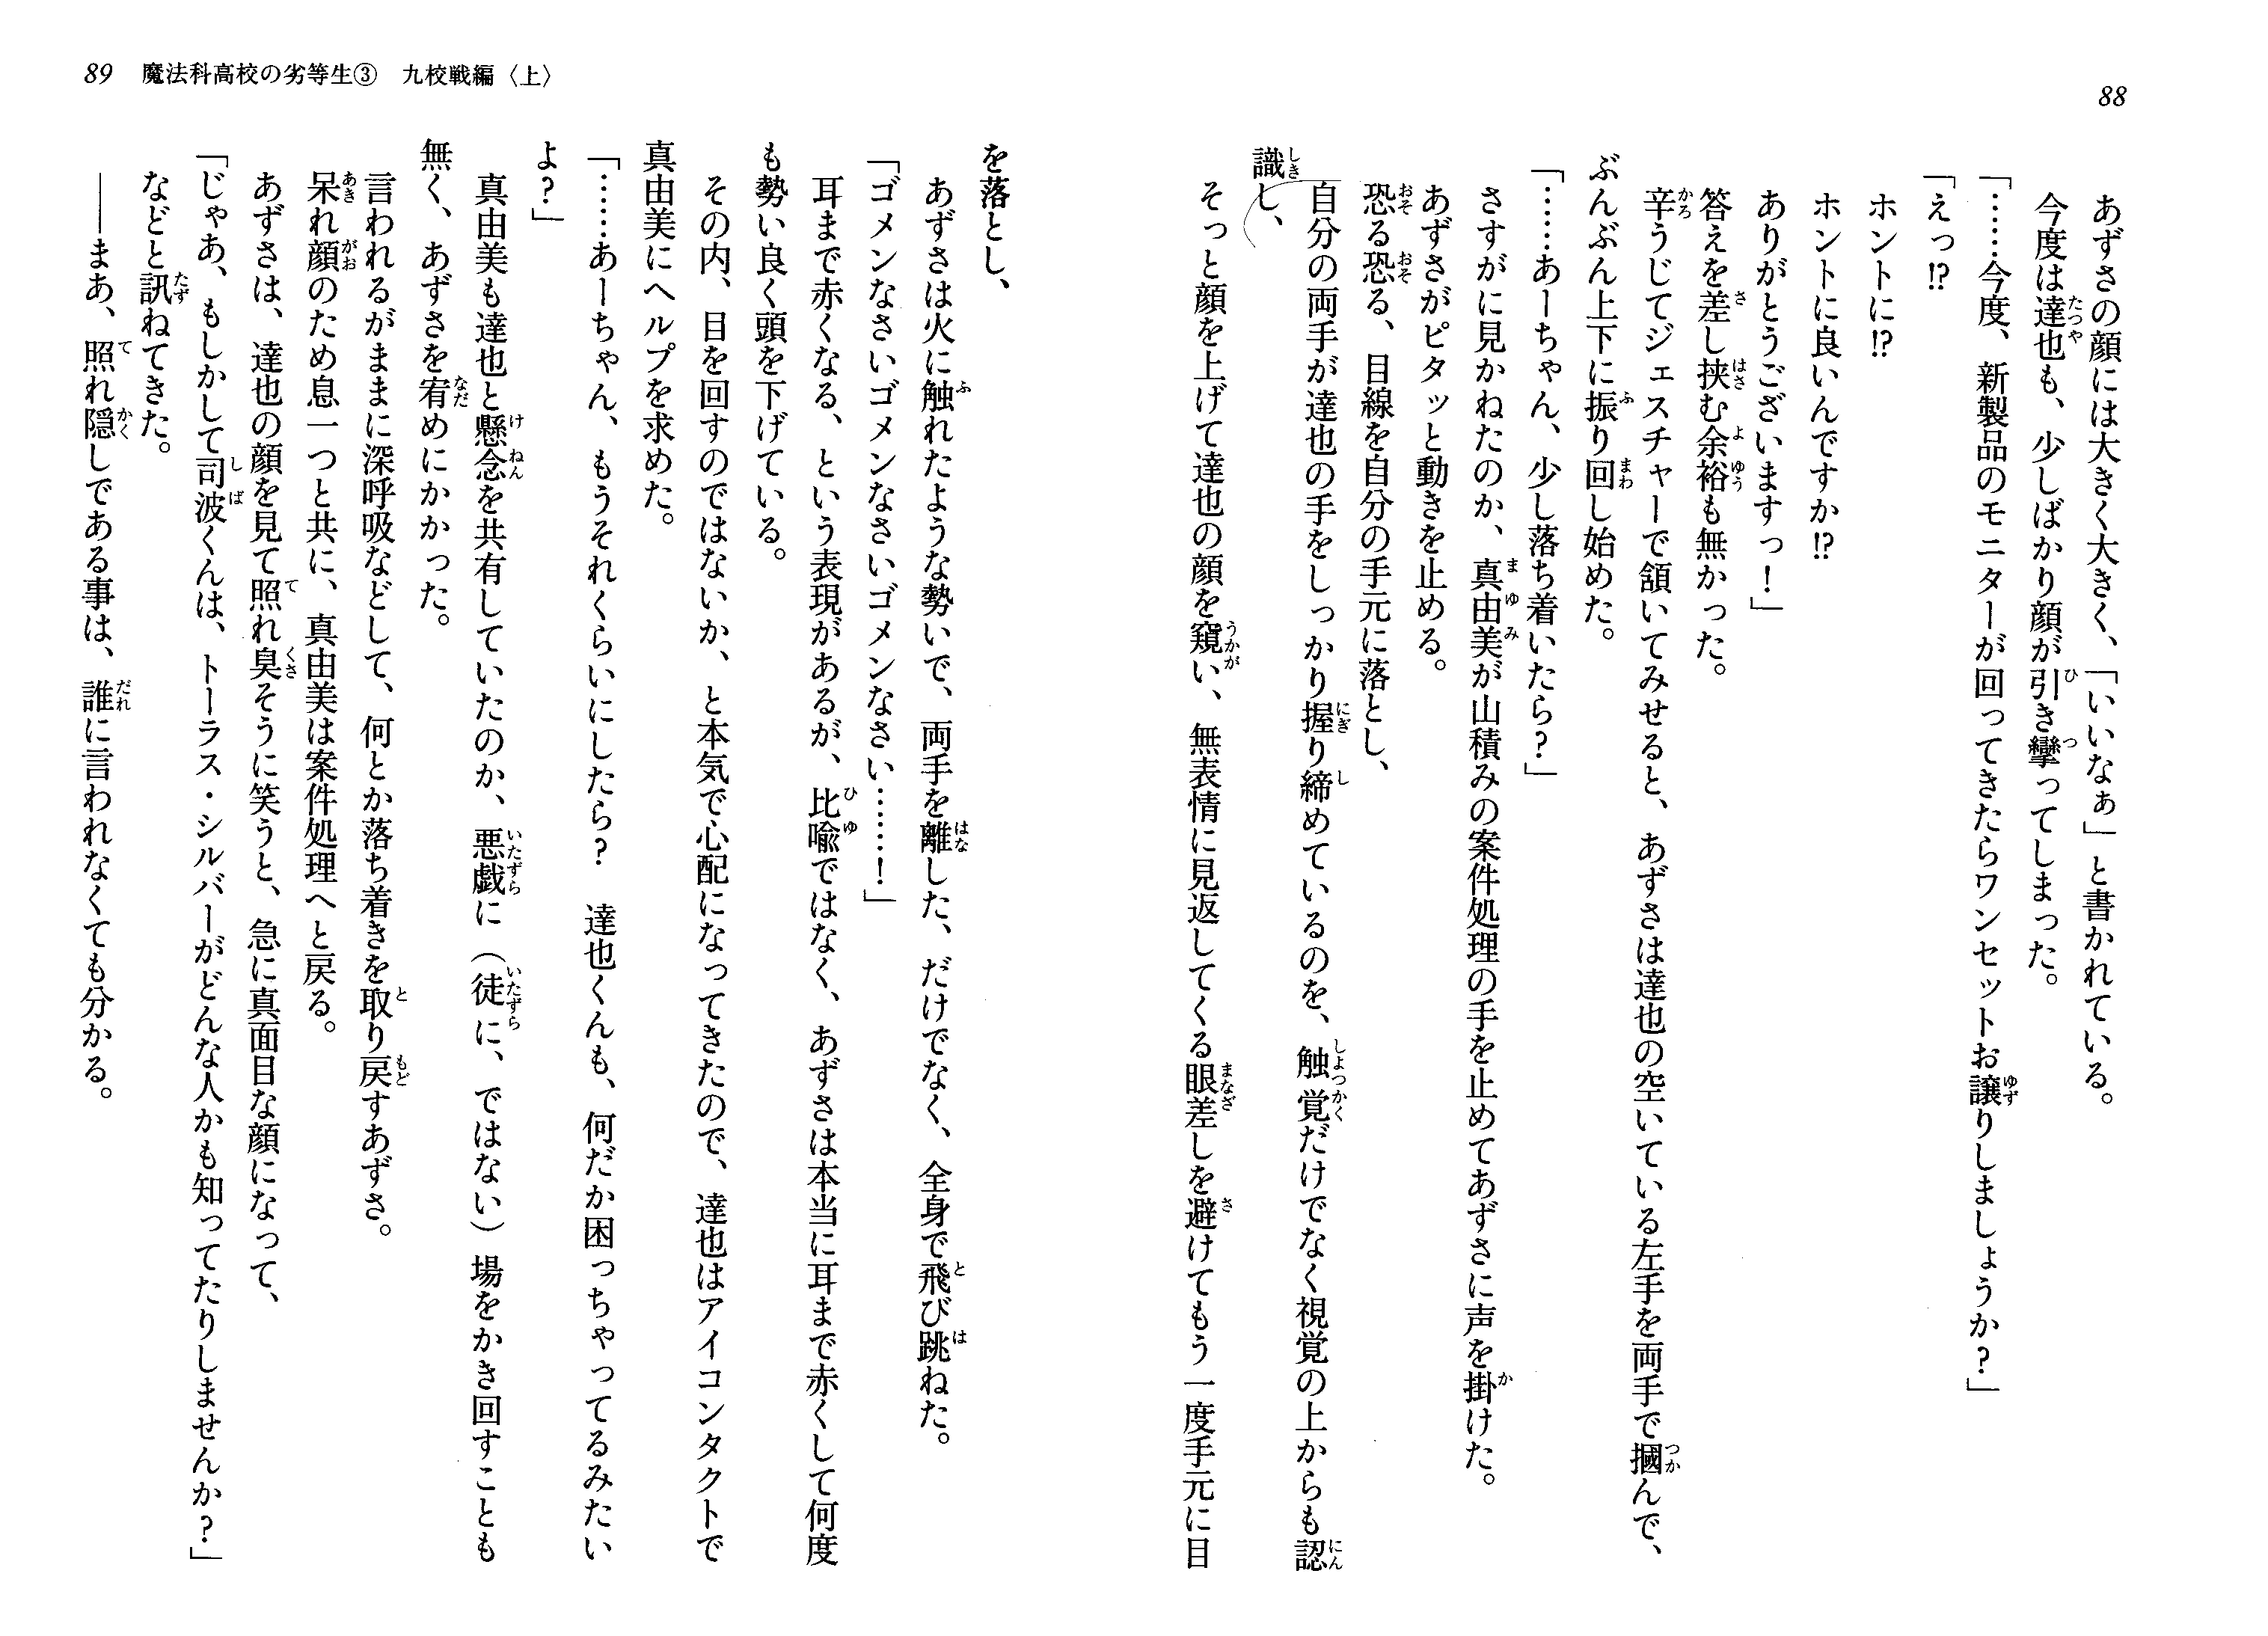 88
あずさの顔には大きく大きく、「いいなぁ」と書かれている。
今度は達也も、少しばかり顔が引き攣ってしまった。
「……今度、新製品のモニターが回ってきたらワンセットお譲りしましょうか？」
「えっ!?
ホントに!?
ホントに良いんですか!?
ありがとうございますっ！」
答えを差し挟む余裕も無かった。
辛うじてジェスチャーで頷いてみせると、あずさは達也の空いている左手を両手で摑んで、
ぶんぶん上下に振り回し始めた。
「……あーちゃん、少し落ち着いたら？」
さすがに見かねたのか、真由美が山積みの案件処理の手を止めてあずさに声を掛けた。
あずさがピタッと動きを止める。
恐る恐る、目線を自分の手元に落とし、
自分の両手が達也の手をしっかり握り締めているのを、触覚だけでなく視覚の上からも認
識し、
そっと顔を上げて達也の顔を窺い、無表情に見返してくる眼差しを避けてもう一度手元に目
89 魔法科高校の劣等生③ 九校戦編〈上〉
を落とし、
あずさは火に触れたような勢いで、両手を離した、だけでなく、全身で飛び跳ねた。
「ゴメンなさいゴメンなさいゴメンなさい……！」
耳まで赤くなる、という表現があるが、比喩ではなく、あずさは本当に耳まで赤くして何度
も勢い良く頭を下げている。
その内、目を回すのではないか、と本気で心配になってきたので、達也はアイコンタクトで
真由美にヘルプを求めた。
「……あーちゃん、もうそれくらいにしたら？　達也くんも、何だか困っちゃってるみたい
よ？」
真由美も達也と懸念を共有していたのか、悪戯に（徒に、ではない）場をかき回すことも
無く、あずさを宥めにかかった。
言われるがままに深呼吸などして、何とか落ち着きを取り戻すあずさ。
呆れ顔のため息一つと共に、真由美は案件処理へと戻る。
あずさは、達也の顔を見て照れ臭そうに笑うと、急に真面目な顔になって、
「じゃあ、もしかして司波くんは、トーラス・シルバーがどんな人かも知ってたりしませんか？」
などと訊ねてきた。
――まあ、照れ隠しである事は、誰に言われなくても分かる。